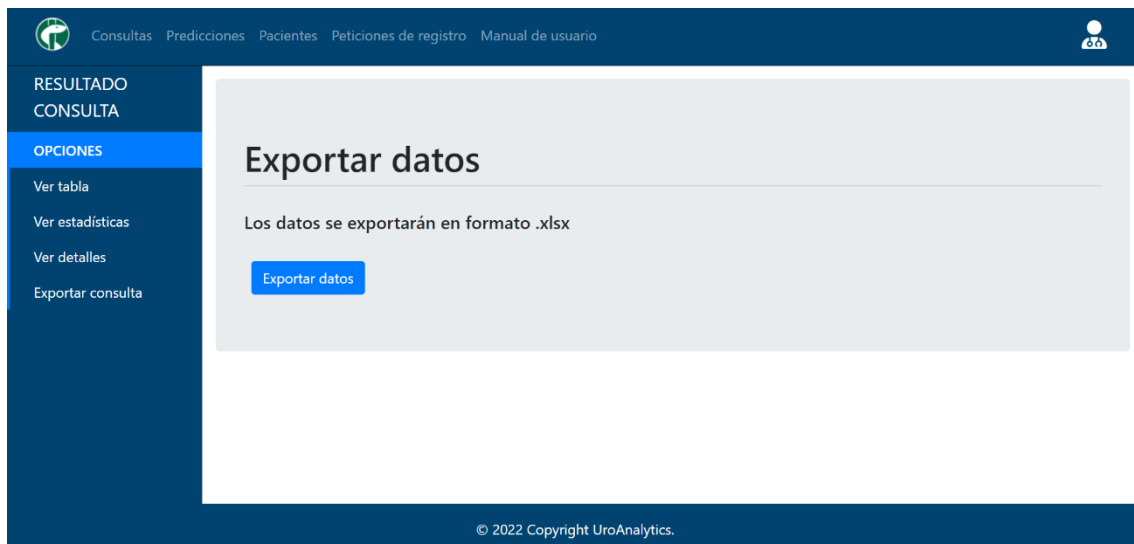 Consultas Predicciones Pacientes Peticiones de registro Manual de usuario
RESULTADO
CONSULTA
OPCIONES
Ver tabla
Ver estadísticas
Ver detalles
Exportar consulta
Exportar datos
Los datos se exportarán en formato .xlsx
Exportar datos
© 2022 Copyright UroAnalytics.